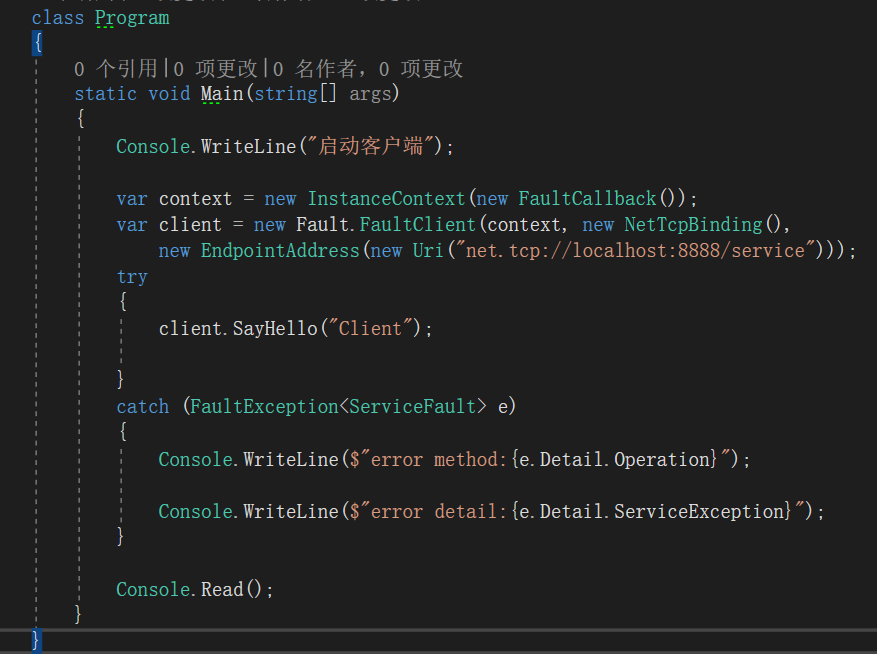 class Program
{
0 个引用|0 项更改|0 名作者，0 项更改
static void Main(string[] args)
{
Console.WriteLine("启动客户端");
var context = new InstanceContext(new FaultCallback());
var client = new Fault.FaultClient(context, new NetTcpBinding(),
new EndpointAddress(new Uri("net.tcp://localhost:8888/service")));
try
{
client.SayHello("Client");
}
catch (FaultException<ServiceFault> e)
{
Console.WriteLine($"error method:{e.Detail.Operation}");
Console.WriteLine($"error detail:{e.Detail.ServiceException}");
}
Console.Read();
}
}